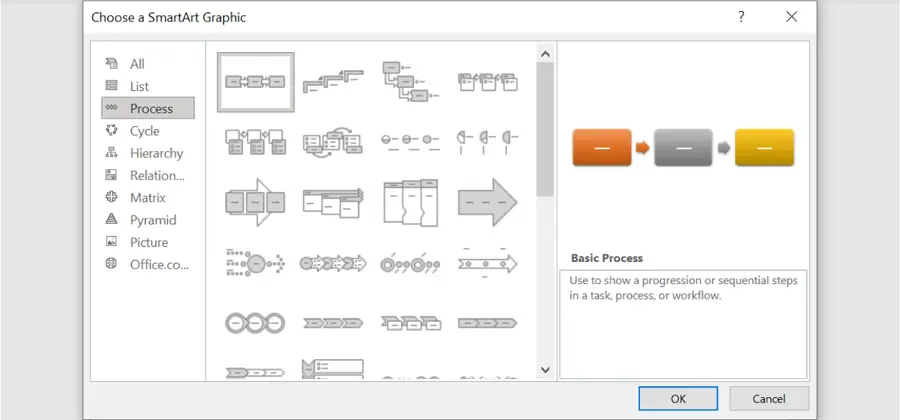 Choose a SmartArt Graphic
?
All
List
Process
Cycle
Hierarchy
Relation...
Matrix
Pyramid
Picture
Office.co...
Basic Process
Use to show a progression or sequential steps
in a task, process, or workflow.
OK
Cancel